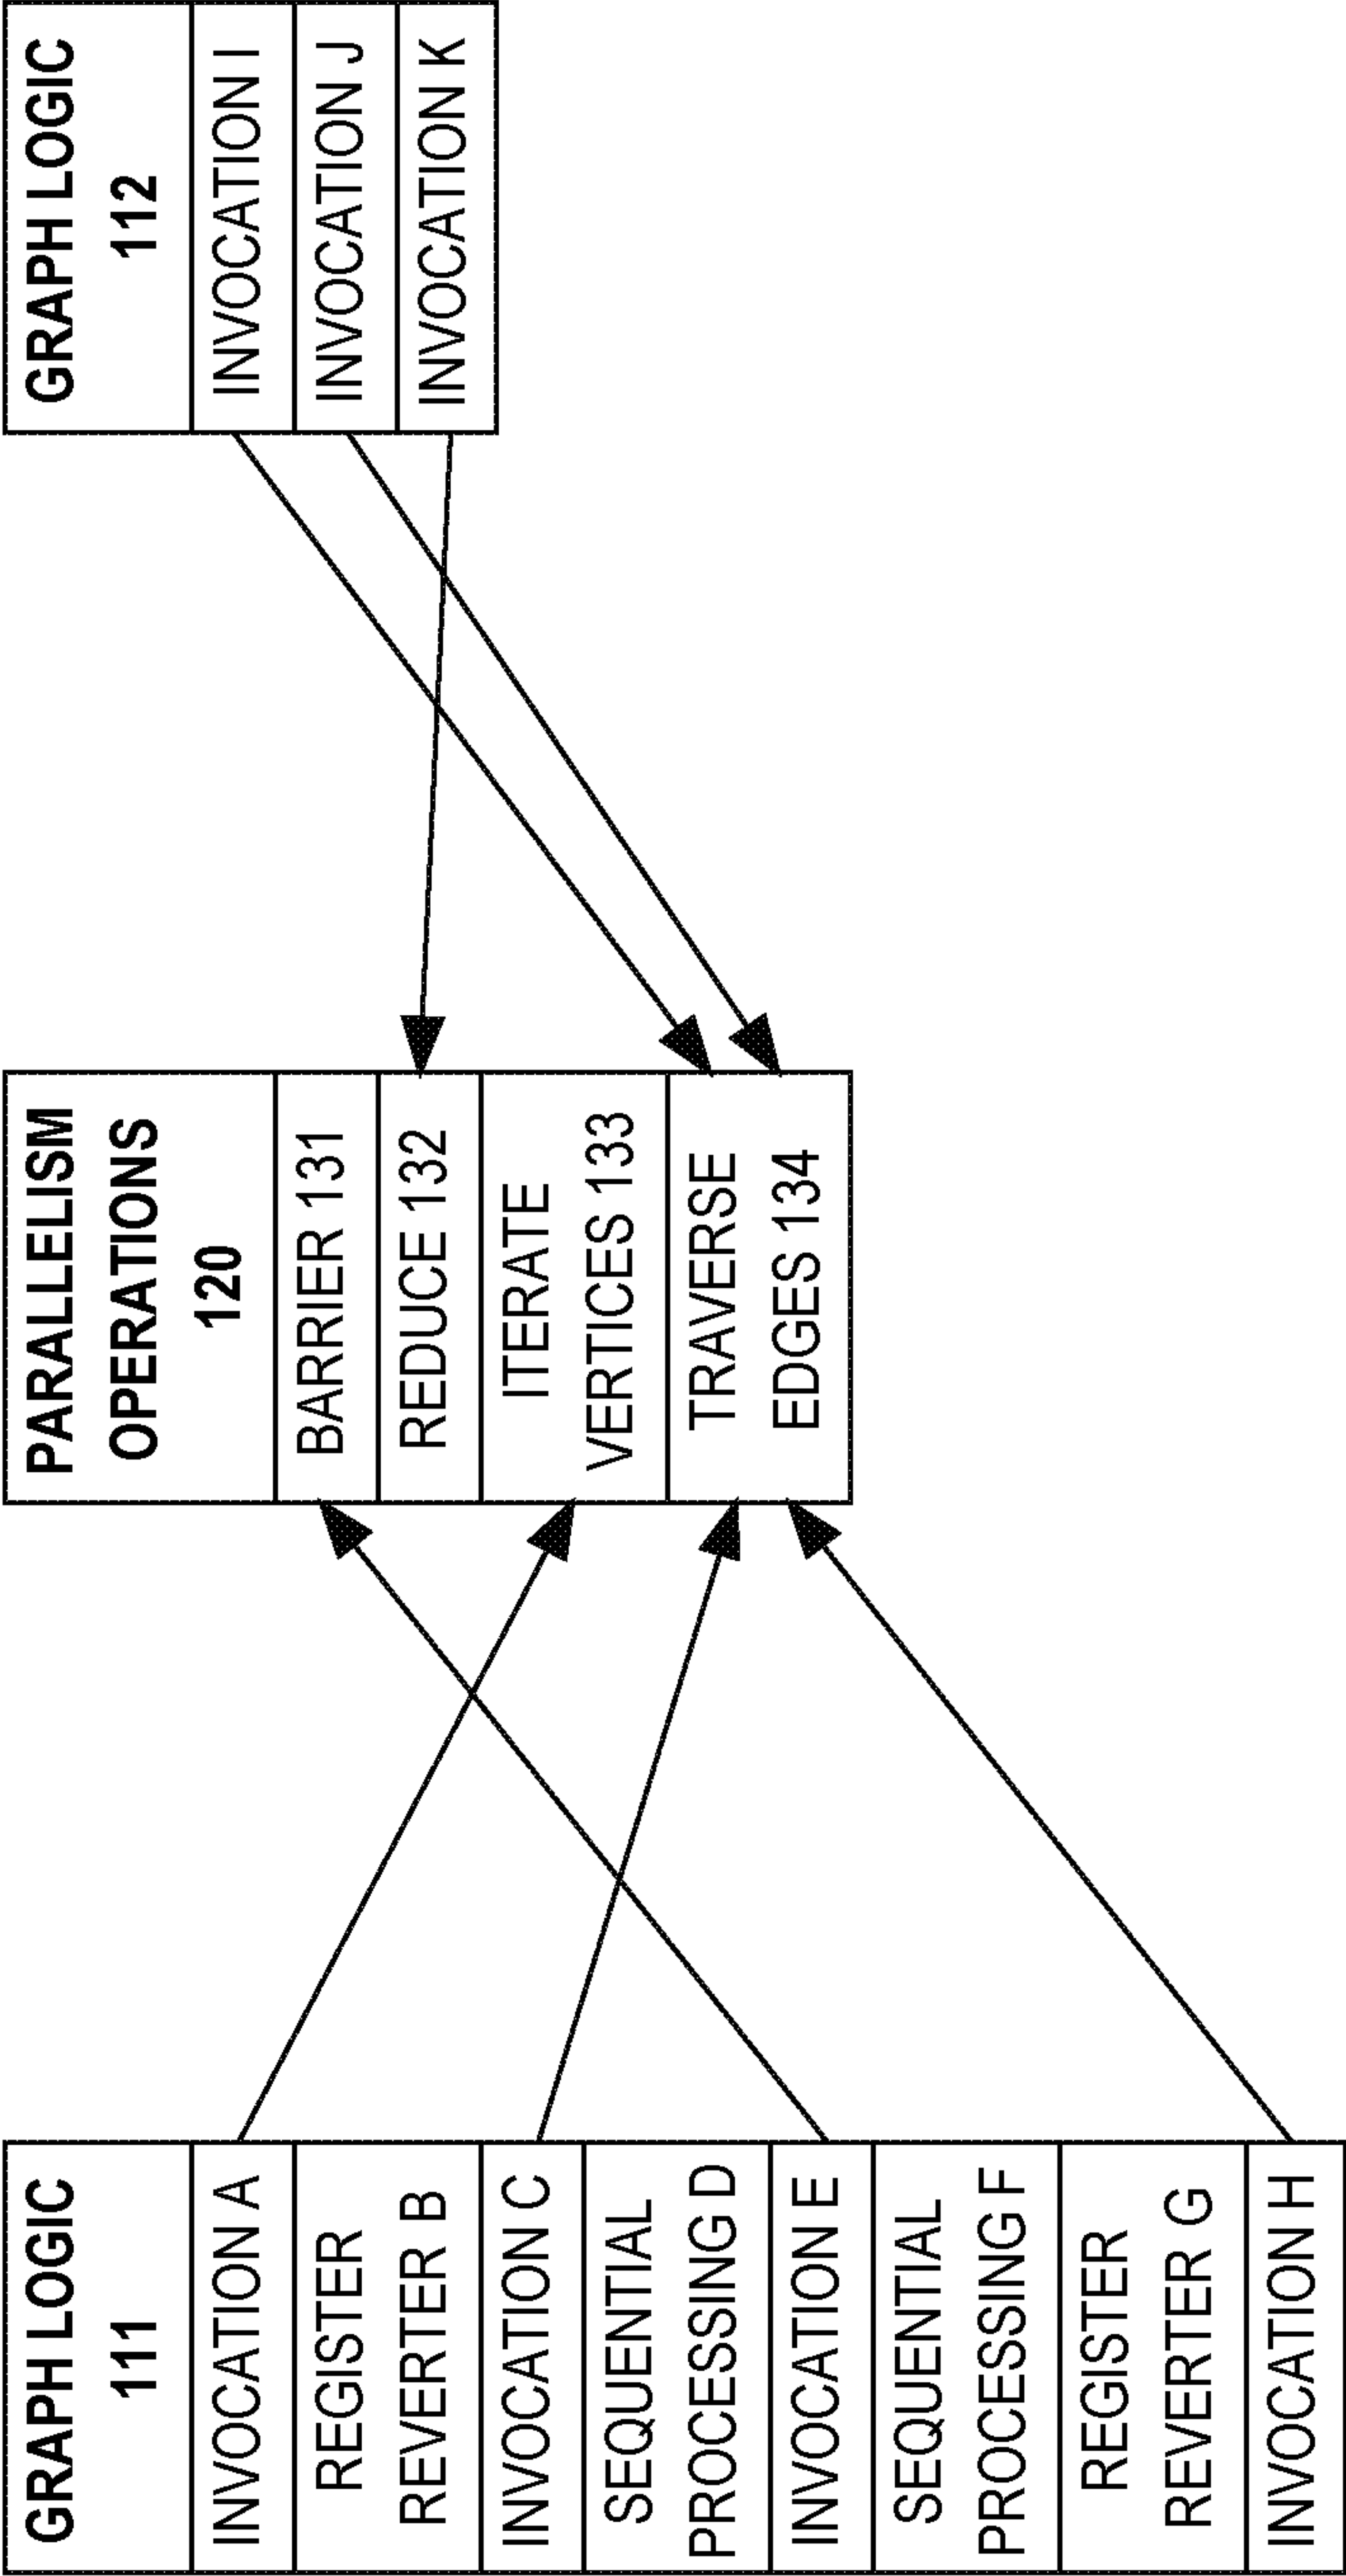 GRAPH LOGIC
111
INVOCATION A
REGISTER
REVERTER B
INVOCATION C
SEQUENTIAL
PROCESSING D
INVOCATION E
SEQUENTIAL
PROCESSING F
REGISTER
REVERTER G
INVOCATION H
PARALLELISM
OPERATIONS
120
BARRIER 131
REDUCE 132
ITERATE
VERTICES 133
TRAVERSE
EDGES 134
GRAPH LOGIC
112
INVOCATION I
INVOCATION J
INVOCATION K